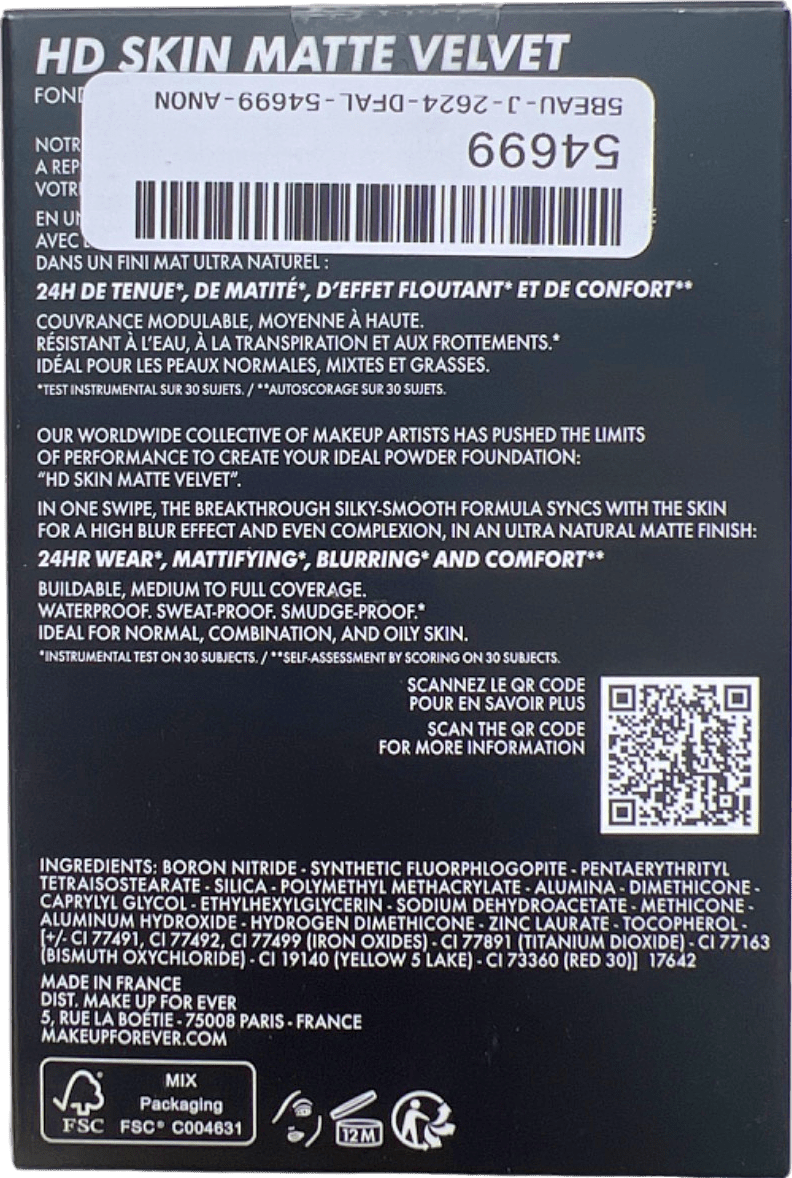 HD SKIN MATTE VELVET
5BEAU-J-2624-DFAL-54699-ANON
54699
AVEC
DANS UN FINI MAT ULTRA NATUREL :
24H DE TENUE*, DE MATITÉ*, D'EFFET FLOUTANT* ET DE CONFORT**
COUVRANCE MODULABLE, MOYENNE À HAUTE.
RÉSISTANT À L'EAU, À LA TRANSPIRATION ET AUX FROTTEMENTS.*
IDÉAL POUR LES PEAUX NORMALES, MIXTES ET GRASSES.
*TEST INSTRUMENTAL SUR 30 SUJETS. / **AUTOSCORAGE SUR 30 SUJETS.
OUR WORLDWIDE COLLECTIVE OF MAKEUP ARTISTS HAS PUSHED THE LIMITS
OF PERFORMANCE TO CREATE YOUR IDEAL POWDER FOUNDATION:
"HD SKIN MATTE VELVET".
IN ONE SWIPE, THE BREAKTHROUGH SILKY-SMOOTH FORMULA SYNCS WITH THE SKIN
FOR A HIGH BLUR EFFECT AND EVEN COMPLEXION, IN AN ULTRA NATURAL MATTE FINISH:
24HR WEAR*, MATTIFYING*, BLURRING* AND COMFORT**
BUILDABLE, MEDIUM TO FULL COVERAGE.
WATERPROOF. SWEAT-PROOF. SMUDGE-PROOF.*
IDEAL FOR NORMAL, COMBINATION, AND OILY SKIN.
*INSTRUMENTAL TEST ON 30 SUBJECTS. / **SELF-ASSESSMENT BY SCORING ON 30 SUBJECTS.
SCANNEZ LE QR CODE
POUR EN SAVOIR PLUS
SCAN THE QR CODE
FOR MORE INFORMATION
INGREDIENTS: BORON NITRIDE - SYNTHETIC FLUORPHLOGOPITE - PENTAERYTHRITYL
TETRAISOSTEARATE - SILICA - POLYMETHYL METHACRYLATE - ALUMINA - DIMETHICONE -
CAPRYLYL GLYCOL - ETHYLHEXYLGLYCERIN - SODIUM DEHYDROACETATE - METHICONE -
ALUMINUM HYDROXIDE - HYDROGEN DIMETHICONE - ZINC LAURATE - TOCOPHEROL -
[+/- CI 77491, CI 77492, CI 77499 (IRON OXIDES) - CI 77891 (TITANIUM DIOXIDE) - CI 77163
(BISMUTH OXYCHLORIDE) - CI 19140 (YELLOW 5 LAKE) - CI 73360 (RED 30)] 17642
MADE IN FRANCE
DIST. MAKE UP FOR EVER
5, RUE LA BOÉTIE - 75008 PARIS - FRANCE
MAKEUPFOREVER.COM
MIX
Packaging
FSC FSC® C004631
12M